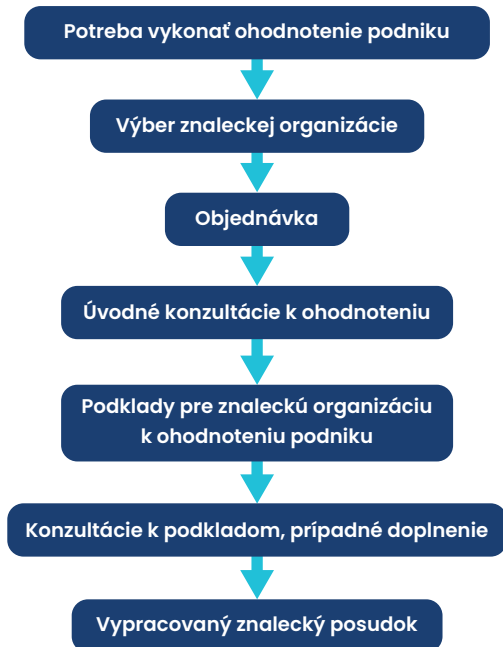 Potreba vykonať ohodnotenie podniku
Výber znaleckej organizácie
Objednávka
Úvodné konzultácie k ohodnoteniu
Podklady pre znaleckú organizáciu
k ohodnoteniu podniku
Konzultácie k podkladom, prípadné doplnenie
Vypracovaný znalecký posudok